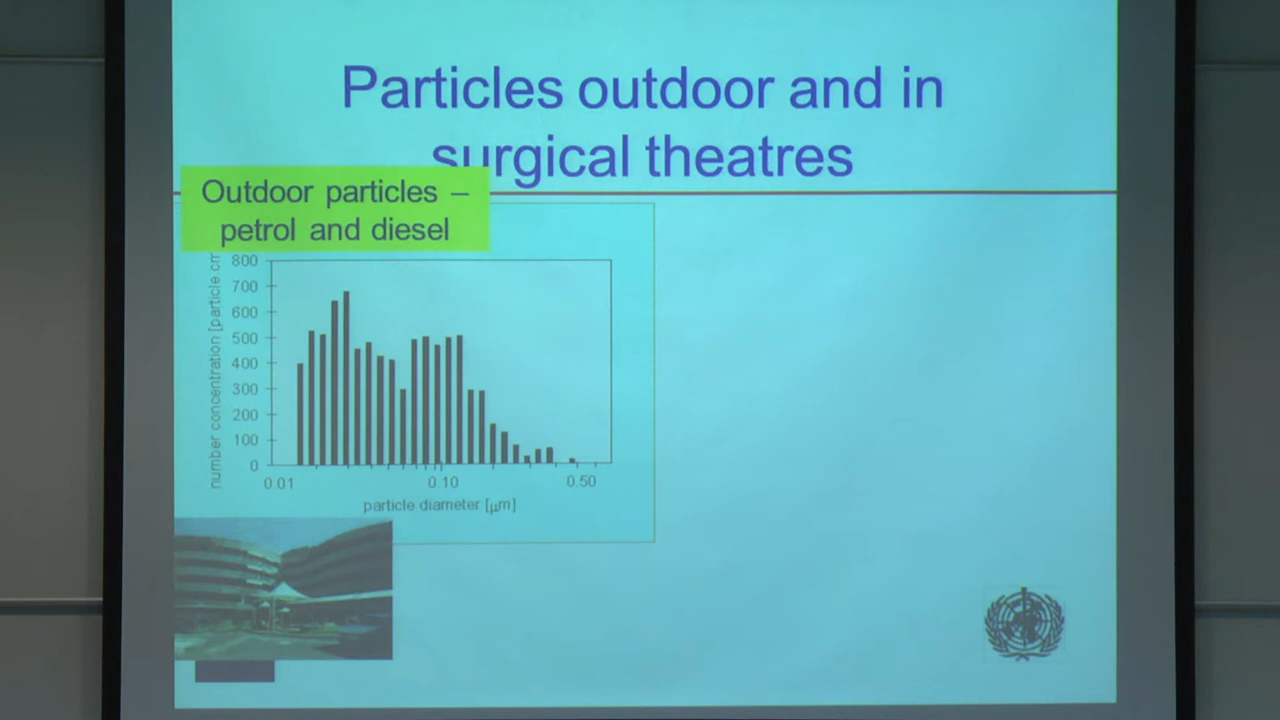 Particles outdoor and in
surgical theatres
Outdoor particles –
petrol and diesel
number concentration [particle cm
800
700
600
500
400
300
200
100
0
0.01
0.10
0.50
particle diameter [μm]